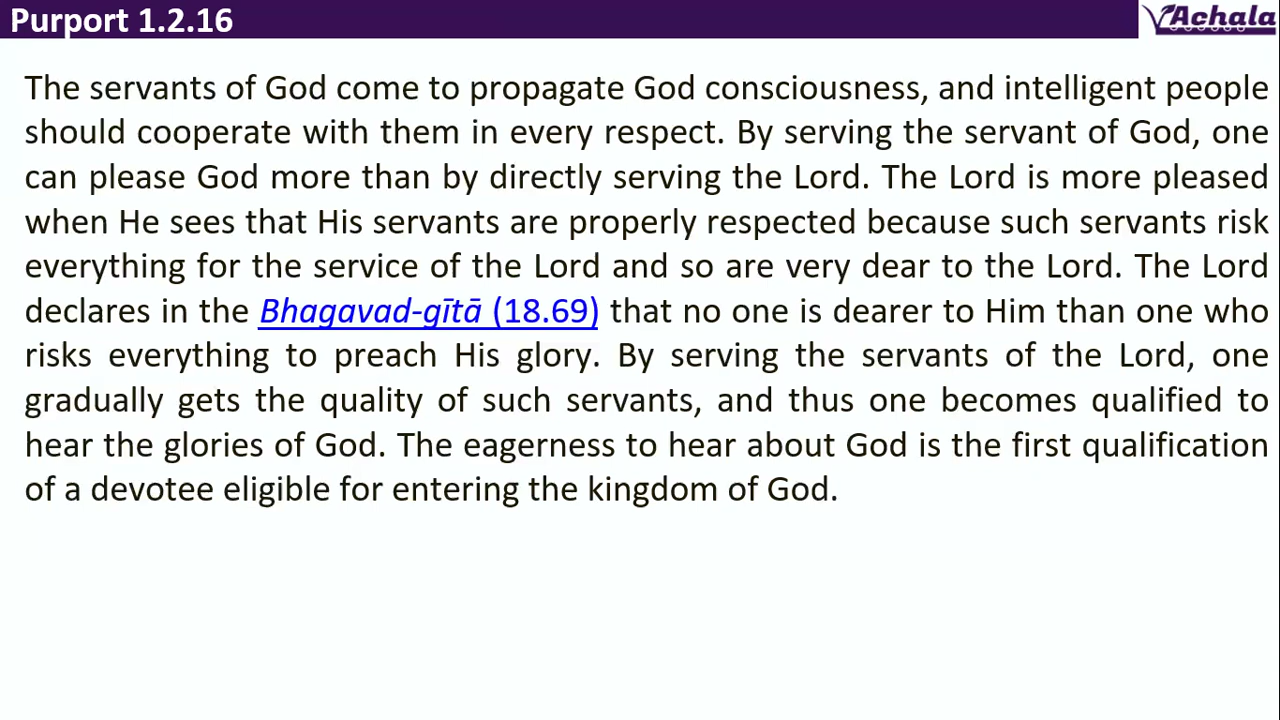 Purport 1.2.16
Achala
The servants of God come to propagate God consciousness, and intelligent people
should cooperate with them in every respect. By serving the servant of God, one
can please God more than by directly serving the Lord. The Lord is more pleased
when He sees that His servants are properly respected because such servants risk
everything for the service of the Lord and so are very dear to the Lord. The Lord
declares in the Bhagavad-gītā (18.69) that no one is dearer to Him than one who
risks everything to preach His glory. By serving the servants of the Lord, one
gradually gets the quality of such servants, and thus one becomes qualified to
hear the glories of God. The eagerness to hear about God is the first qualification
of a devotee eligible for entering the kingdom of God.